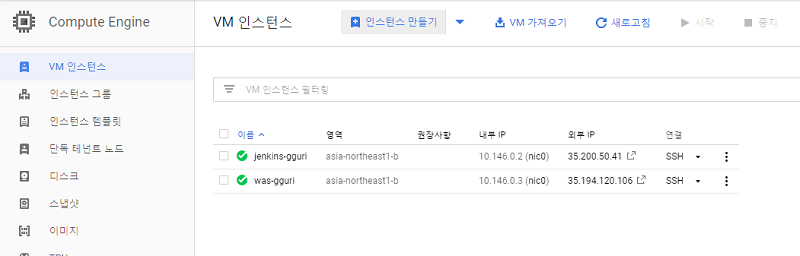 Compute Engine
VM 인스턴스 인스턴스 만들기 VM 가져오기 새로고침 시작 중지
VM 인스턴스
인스턴스 그룹
인스턴스 템플릿
단독 테넌트 노드
디스크
스냅샷
이미지
VM 인스턴스 필터링
이름 영역 권장사항 내부 IP 외부 IP 연결
jenkins-gguri asia-northeast1-b 10.146.0.2 (nic0) 35.200.50.41 SSH
was-gguri asia-northeast1-b 10.146.0.3 (nic0) 35.194.120.106 SSH